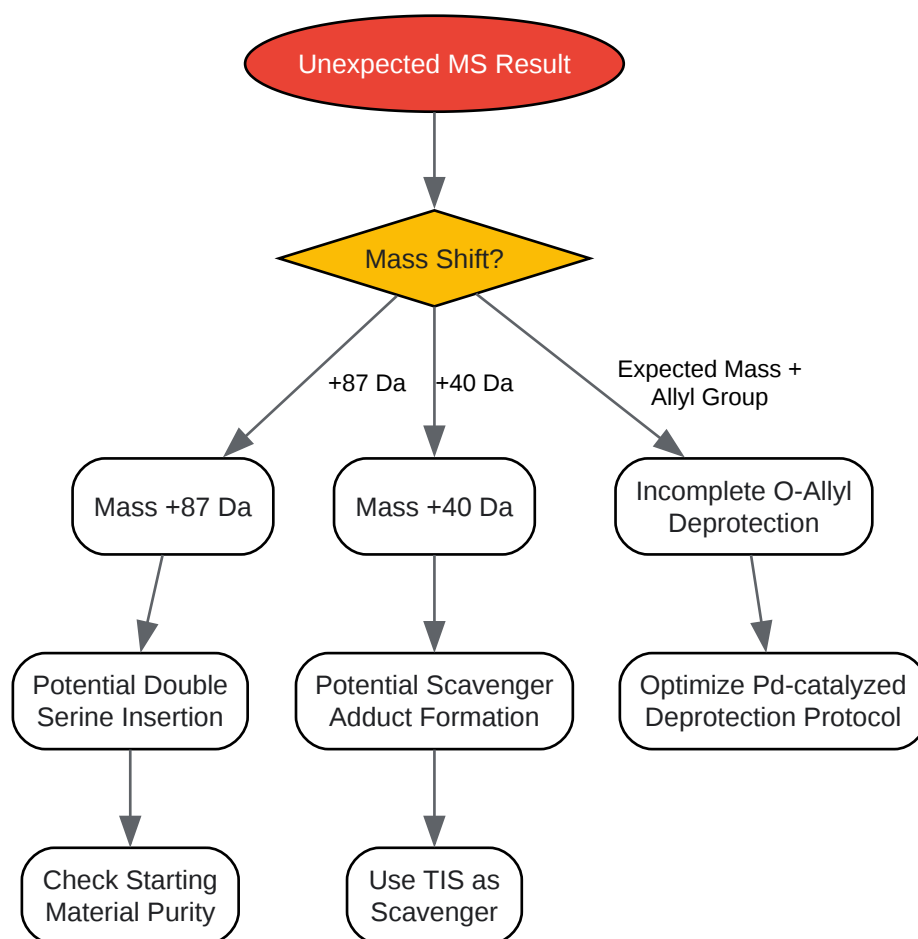 Unexpected MS Result
Mass Shift?
+87 Da
+40 Da
Expected Mass +
Allyl Group
Mass +87 Da
Mass +40 Da
Incomplete O-Allyl
Deprotection
Potential Double
Serine Insertion
Potential Scavenger
Adduct Formation
Optimize Pd-catalyzed
Deprotection Protocol
Check Starting
Material Purity
Use TIS as
Scavenger